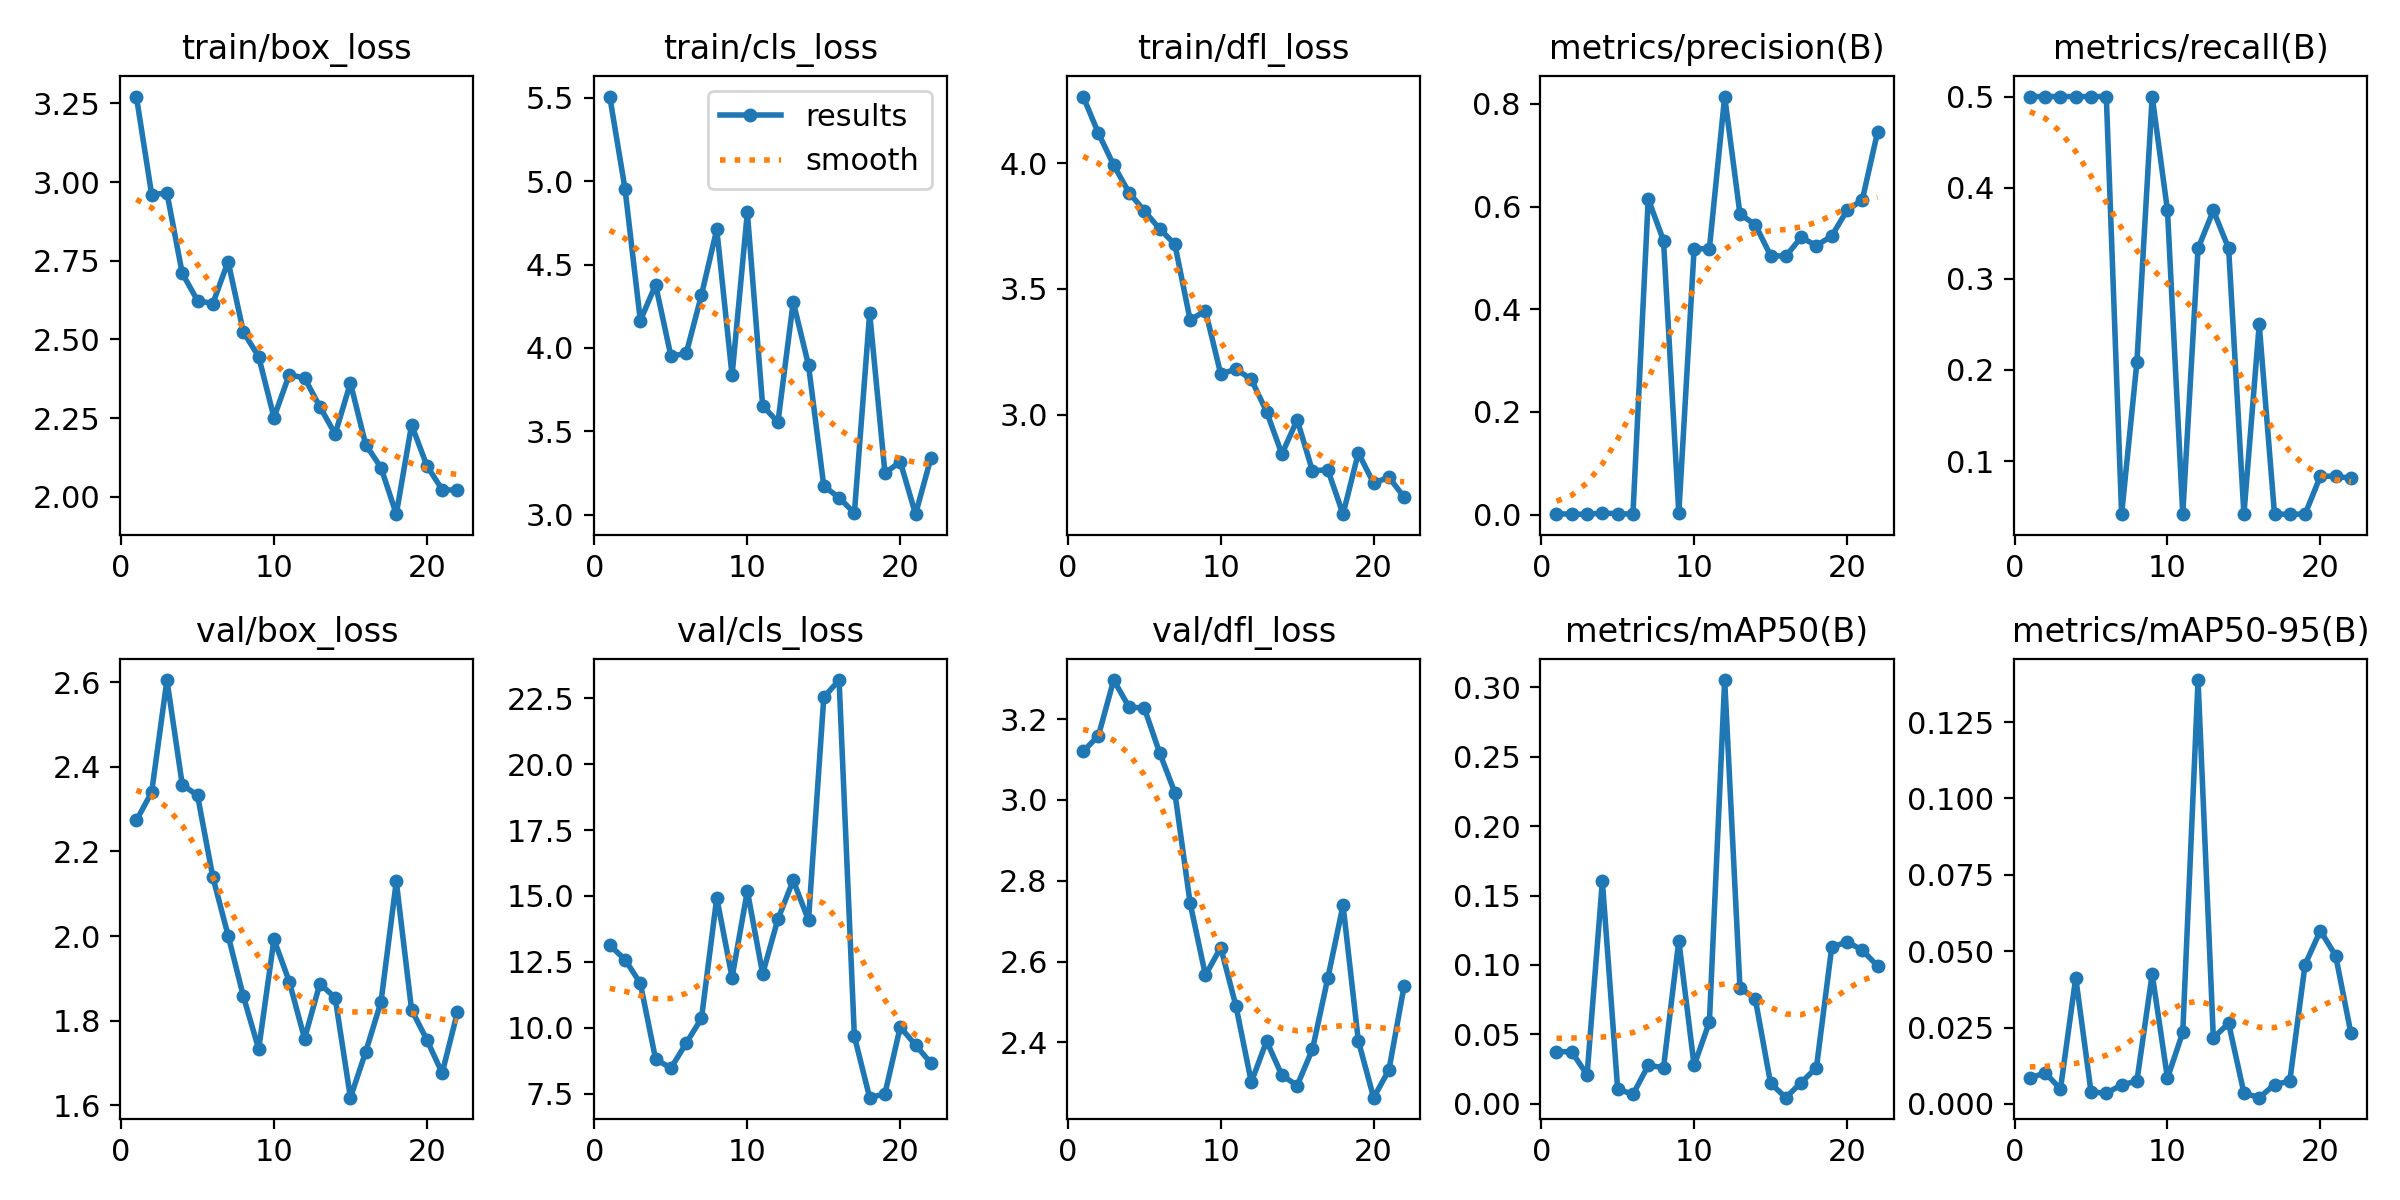 train/box_loss
3.25
3.00
2.75
2.50
2.25
2.00
0 10 20
train/cls_loss
results
smooth
5.5
5.0
4.5
4.0
3.5
3.0
0 10 20
train/dfl_loss
4.0
3.5
3.0
0 10 20
metrics/precision(B)
0.8
0.6
0.4
0.2
0.0
0 10 20
metrics/recall(B)
0.5
0.4
0.3
0.2
0.1
0 10 20
val/box_loss
2.6
2.4
2.2
2.0
1.8
1.6
0 10 20
val/cls_loss
22.5
20.0
17.5
15.0
12.5
10.0
7.5
0 10 20
val/dfl_loss
3.2
3.0
2.8
2.6
2.4
0 10 20
metrics/mAP50(B)
0.30
0.25
0.20
0.15
0.10
0.05
0.00
0 10 20
metrics/mAP50-95(B)
0.125
0.100
0.075
0.050
0.025
0.000
0 10 20